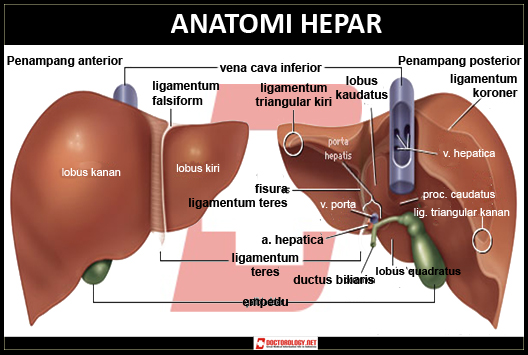 ANATOMI HEPAR
Penampang anterior
Penampang posterior
vena cava inferior
ligamentum
falsiform
ligamentum
triangular kiri
lobus
kaudatus
ligamentum
koroner
lobus kanan
lobus kiri
porta
hepatis
v. hepatica
fisura
ligamentum teres
v. porta
proc. caudatus
lig. triangular kanan
a. hepatica
ligamentum
teres
ductus biliaris
lobus quadratus
empedu
DOCTOROLOGY.NET